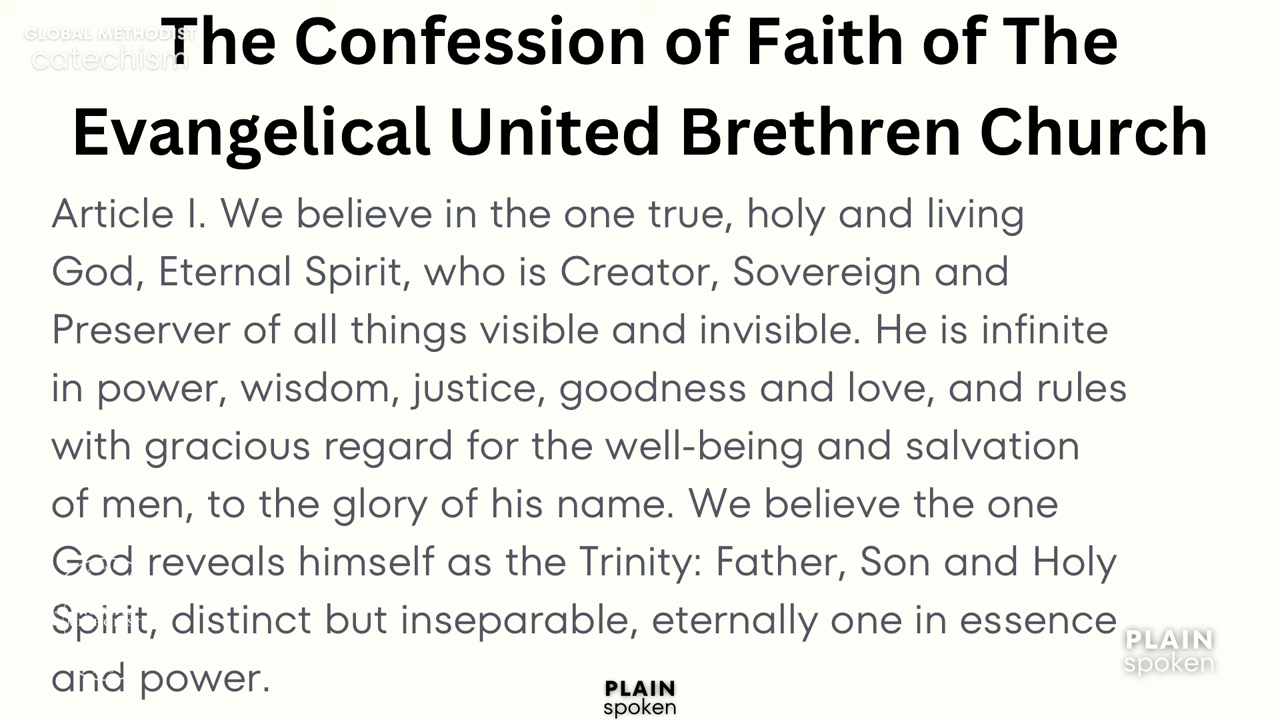 GLOBAL METHODIST
catechism
The Confession of Faith of The
Evangelical United Brethren Church
Article I. We believe in the one true, holy and living
God, Eternal Spirit, who is Creator, Sovereign and
Preserver of all things visible and invisible. He is infinite
in power, wisdom, justice, goodness and love, and rules
with gracious regard for the well-being and salvation
of men, to the glory of his name. We believe the one
God reveals himself as the Trinity: Father, Son and Holy
Spirit, distinct but inseparable, eternally one in essence
and power.
PLAIN
spoken
PLAIN
spoken